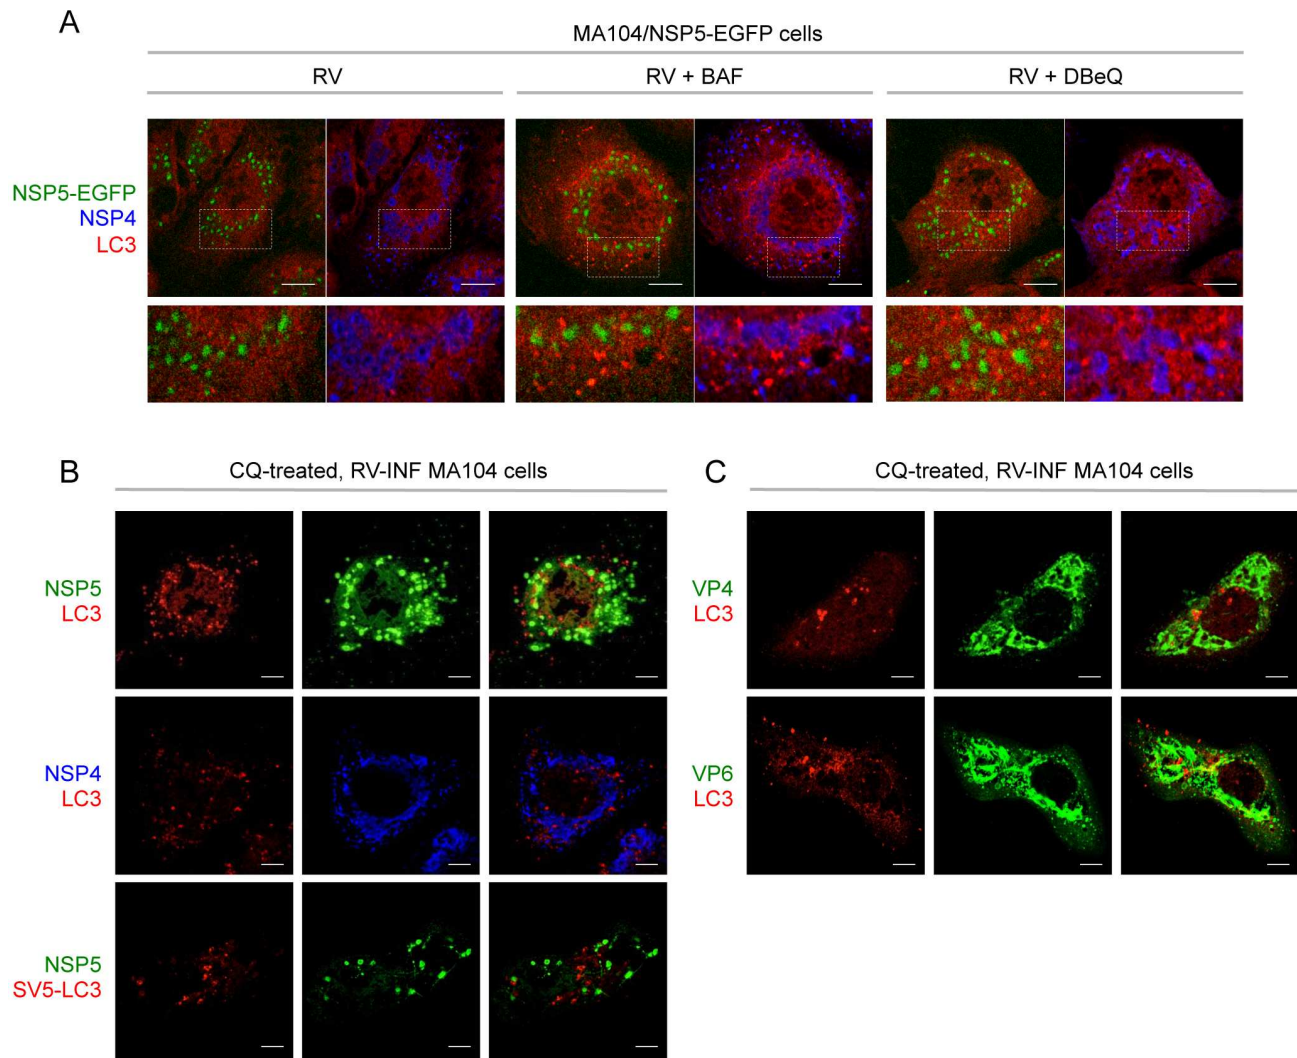 A
MA104/NSP5-EGFP cells
RV
RV + BAF
RV + DBeQ
NSP5-EGFP
NSP4
LC3
B
CQ-treated, RV-INF MA104 cells
NSP5
LC3
NSP4
LC3
NSP5
SV5-LC3
C
CQ-treated, RV-INF MA104 cells
VP4
LC3
VP6
LC3